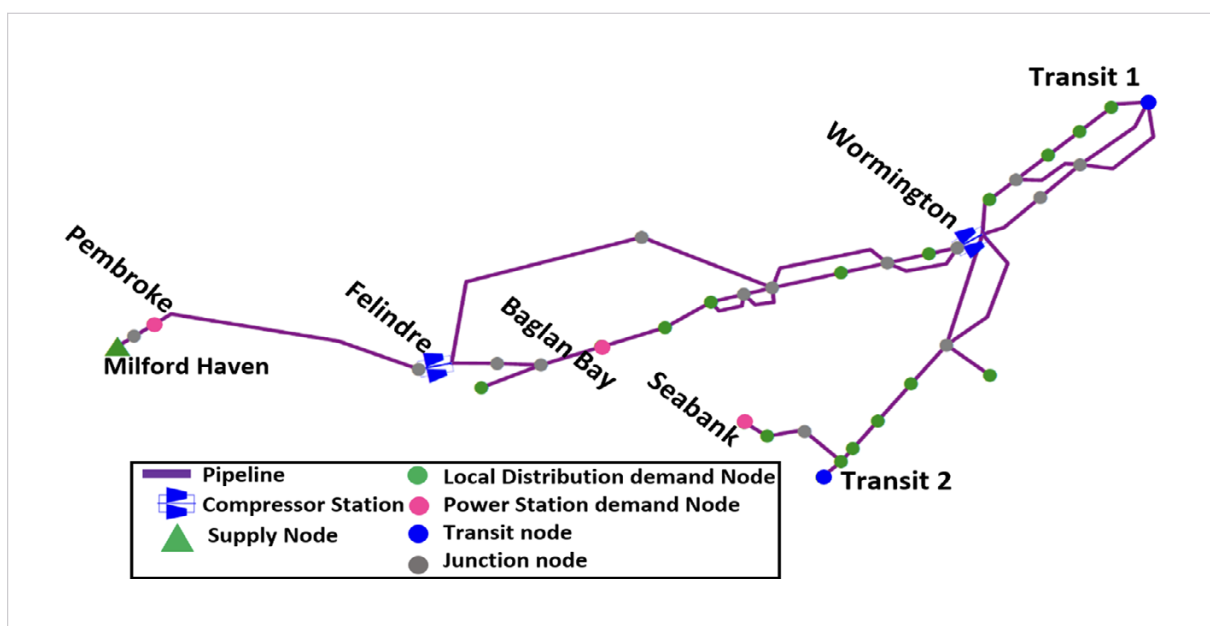 Transit 1
Wormington
Pembroke
Felindre
Baglan Bay
Milford Haven
Seabank
Transit 2
Pipeline
Compressor Station
Supply Node
Local Distribution demand Node
Power Station demand Node
Transit node
Junction node